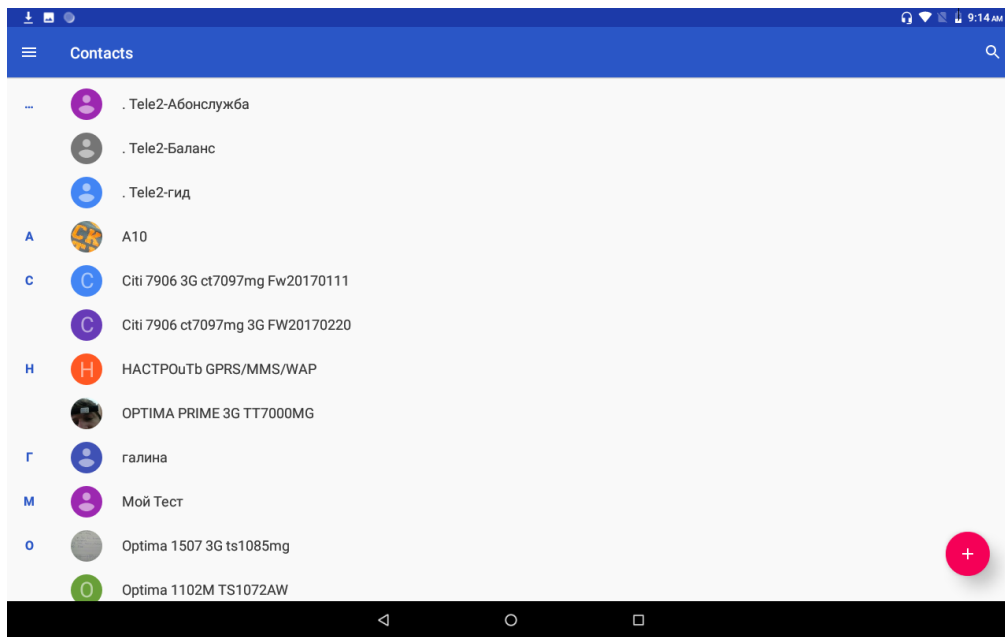 9:14 AM
Contacts
...
. Tele2-Абонслужба
. Tele2-Баланс
. Tele2-гид
A
A10
C
C
Citi 7906 3G ct7097mg Fw20170111
C
Citi 7906 ct7097mg 3G FW20170220
H
H
HACTPOuTb GPRS/MMS/WAP
OPTIMA PRIME 3G TT7000MG
Г
галина
М
Мой Тест
O
Optima 1507 3G ts1085mg
O
Optima 1102M TS1072AW